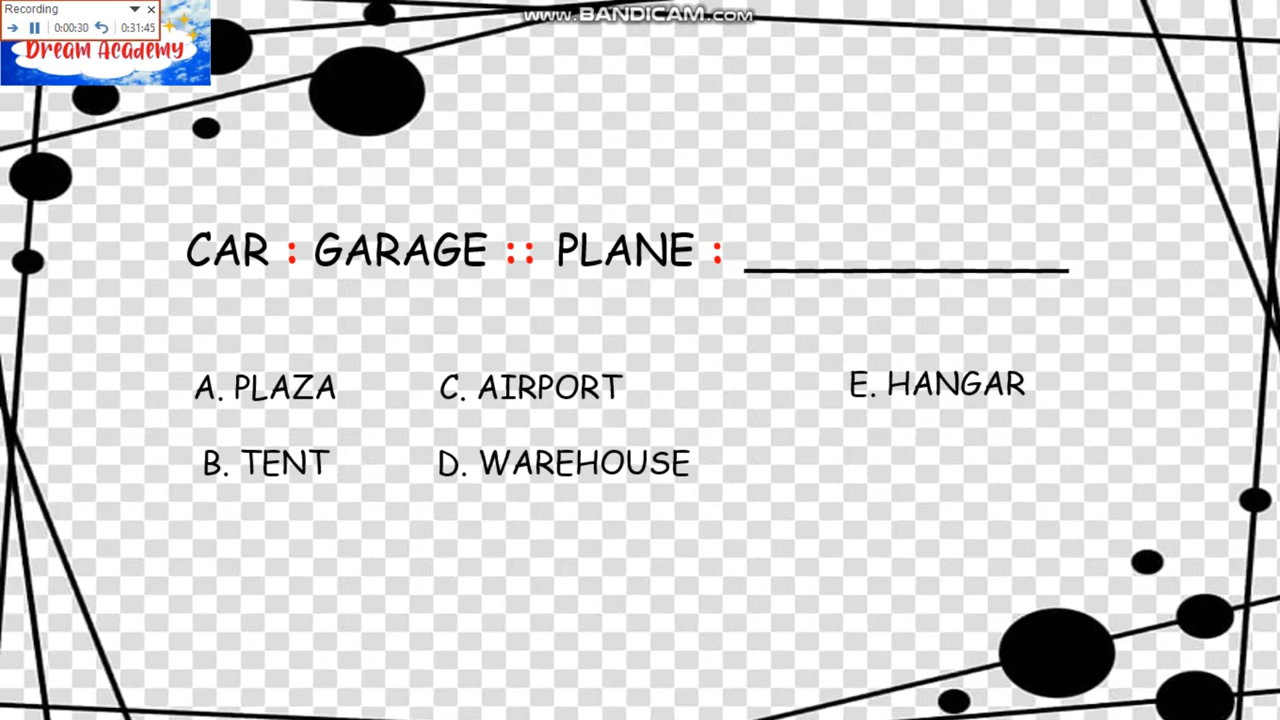 www.BANDICAM.com
Recording
0:00:30 0:31:45
Dream Academy
CAR : GARAGE :: PLANE : ____________
A. PLAZA C. AIRPORT E. HANGAR
B. TENT D. WAREHOUSE